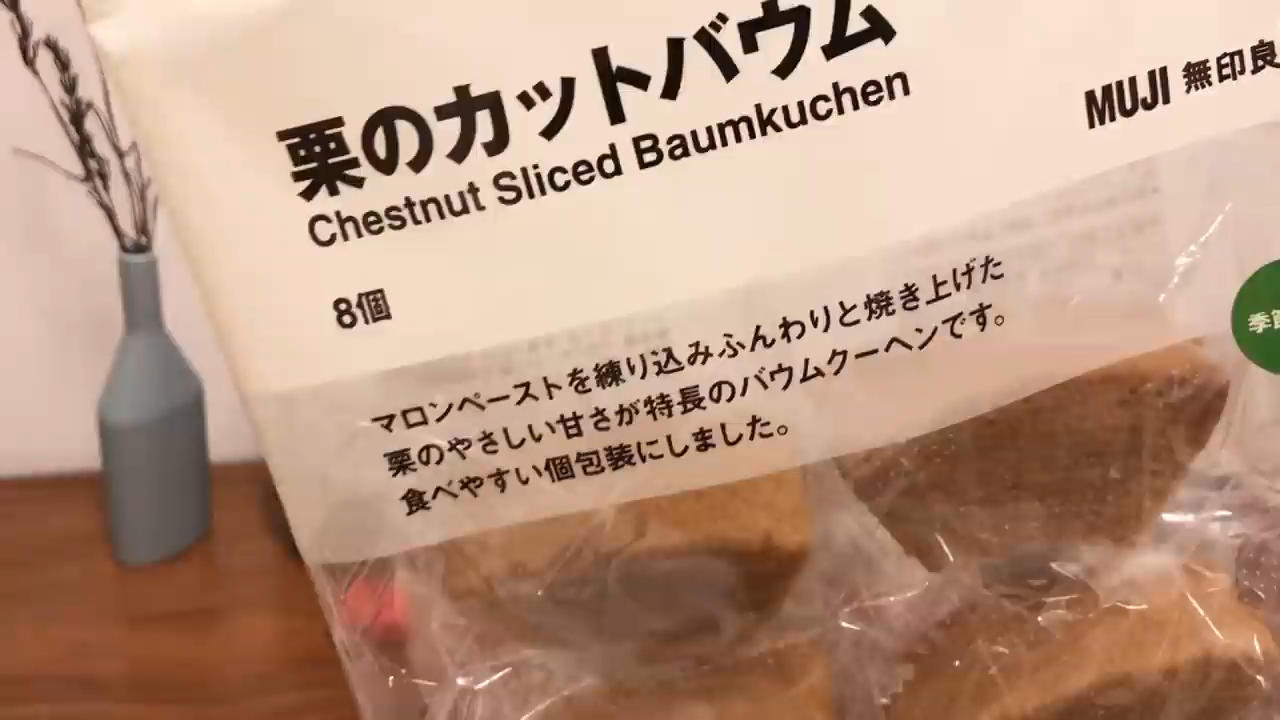 栗のカットバウム
Chestnut Sliced Baumkuchen
MUJI 無印良
8個
マロンペーストを練り込みふんわりと焼き上げた
栗のやさしい甘さが特長のバウムクーヘンです。
食べやすい個包装にしました。
季節